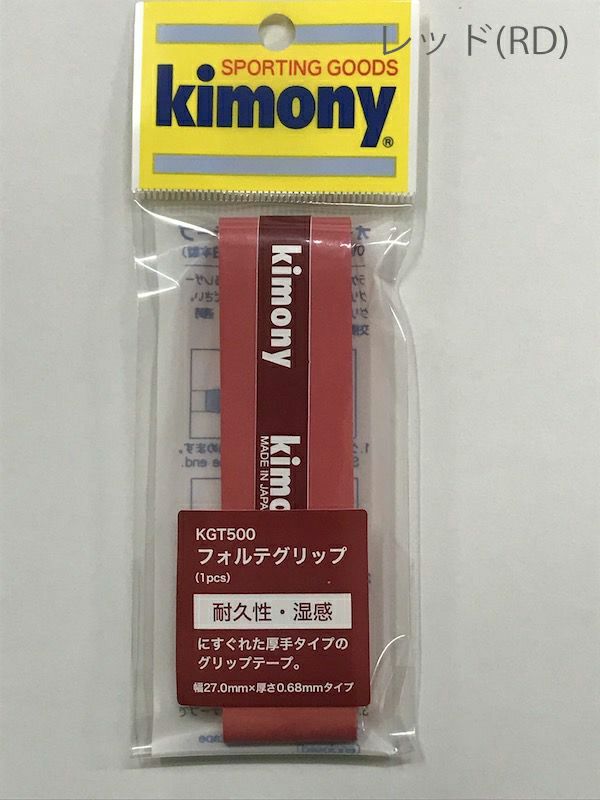 レッド(RD)
SPORTING GOODS
kimony®
kimony
kimo
MADE IN JAPA
KGT500
フォルテグリップ
(1pcs)
耐久性・湿感
にすぐれた厚手タイプの
グリップテープ。
幅27.0mm×厚さ0.68mmタイプ